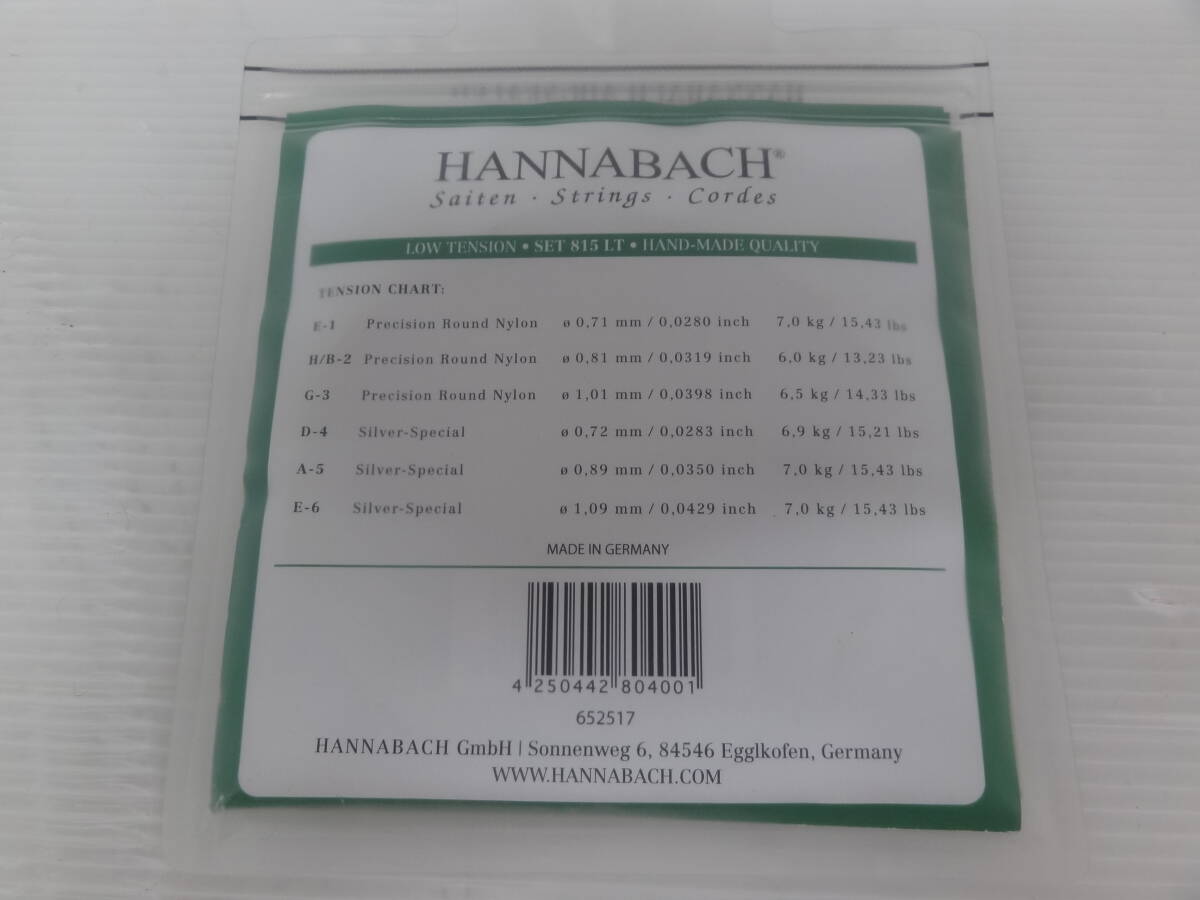 HANNABACH®
Saiten · Strings · Cordes
LOW TENSION • SET 815 LT • HAND-MADE QUALITY
TENSION CHART:
E-1 Precision Round Nylon ø 0,71 mm / 0,0280 inch 7,0 kg / 15,43 lbs
H/B-2 Precision Round Nylon ø 0,81 mm / 0,0319 inch 6,0 kg / 13,23 lbs
G-3 Precision Round Nylon ø 1,01 mm / 0,0398 inch 6,5 kg / 14,33 lbs
D-4 Silver-Special ø 0,72 mm / 0,0283 inch 6,9 kg / 15,21 lbs
A-5 Silver-Special ø 0,89 mm / 0,0350 inch 7,0 kg / 15,43 lbs
E-6 Silver-Special ø 1,09 mm / 0,0429 inch 7,0 kg / 15,43 lbs
MADE IN GERMANY
4 250442 804001
652517
HANNABACH GmbH | Sonnenweg 6, 84546 Egglkofen, Germany
WWW.HANNABACH.COM